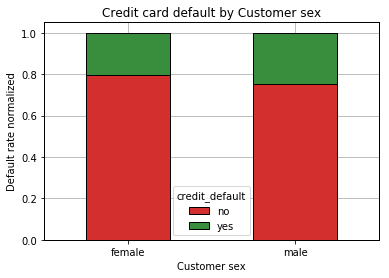 Credit card default by Customer sex
Default rate normalized
1.0
0.8
0.6
0.4
0.2
0.0
credit_default
no
yes
female
male
Customer sex